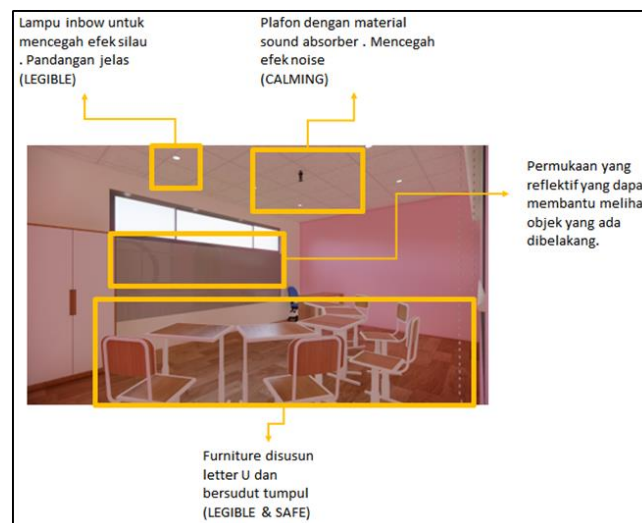 Lampu inbow untuk
mencegah efek silau
. Pandangan jelas
(LEGIBLE)
Plafon dengan material
sound absorber . Mencegah
efek noise
(CALMING)
Permukaan yang
reflektif yang dapa
membantu meliha
objek yang ada
dibelakang.
Furniture disusun
letter U dan
bersudut tumpul
(LEGIBLE & SAFE)